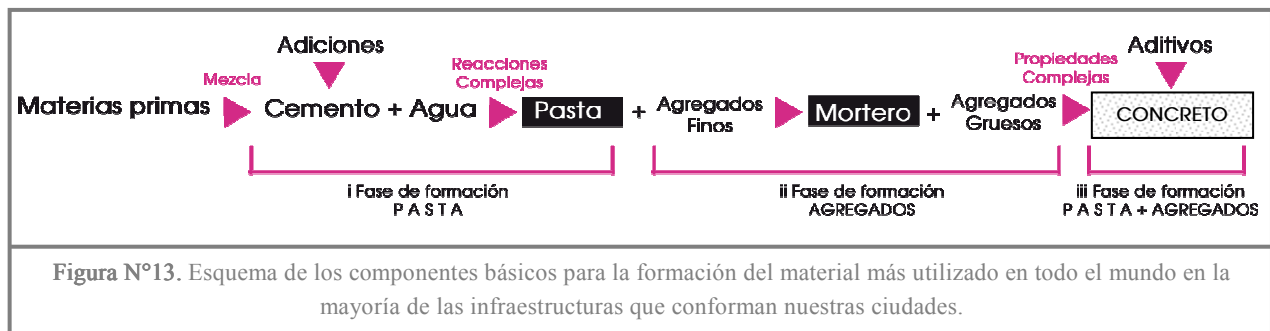 Adiciones
Aditivos
Mezcla
Reacciones
Complejas
Propiedades
Complejas
Materias primas
Cemento + Agua
Pasta
+
Agregados
Finos
Mortero
+
Agregados
Gruesos
CONCRETO
i Fase de formación
P A S T A
ii Fase de formación
AGREGADOS
iii Fase de formación
P A S T A + AGREGADOS
Figura N°13. Esquema de los componentes básicos para la formación del material más utilizado en todo el mundo en la
mayoría de las infraestructuras que conforman nuestras ciudades.